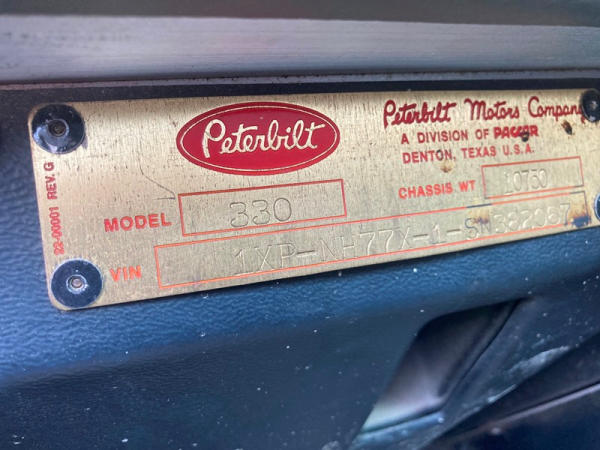 Peterbilt
Peterbilt Motors Company
A DIVISION OF PACCAR
DENTON, TEXAS U.S.A.
22-00001 REV. G
MODEL 330
CHASSIS WT 10750
VIN 1XP-NH77X-1-SN382067